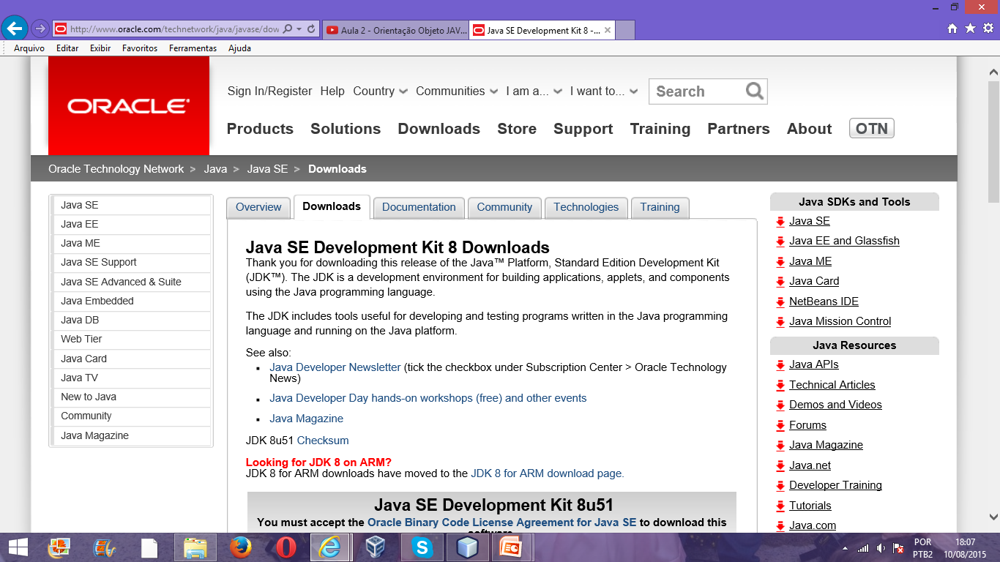 http://www.oracle.com/technetwork/java/javase/dow
Aula 2 - Orientação Objeto JAV...
Java SE Development Kit 8 -...
Arquivo Editar Exibir Favoritos Ferramentas Ajuda
ORACLE
Sign In/Register Help Country Communities I am a... I want to... Search
Products Solutions Downloads Store Support Training Partners About OTN
Oracle Technology Network > Java > Java SE > Downloads
Java SE
Java EE
Java ME
Java SE Support
Java SE Advanced & Suite
Java Embedded
Java DB
Web Tier
Java Card
Java TV
New to Java
Community
Java Magazine
Overview Downloads Documentation Community Technologies Training
Java SE Development Kit 8 Downloads
Thank you for downloading this release of the Java™ Platform, Standard Edition Development Kit
(JDK™). The JDK is a development environment for building applications, applets, and components
using the Java programming language.
The JDK includes tools useful for developing and testing programs written in the Java programming
language and running on the Java platform.
See also:
Java Developer Newsletter (tick the checkbox under Subscription Center > Oracle Technology
News)
Java Developer Day hands-on workshops (free) and other events
Java Magazine
JDK 8u51 Checksum
Looking for JDK 8 on ARM?
JDK 8 for ARM downloads have moved to the JDK 8 for ARM download page.
Java SE Development Kit 8u51
You must accept the Oracle Binary Code License Agreement for Java SE to download this
software.
Java SDKs and Tools
Java SE
Java EE and Glassfish
Java ME
Java Card
NetBeans IDE
Java Mission Control
Java Resources
Java APIs
Technical Articles
Demos and Videos
Forums
Java Magazine
Java.net
Developer Training
Tutorials
Java.com
POR
PTB2
18:07
10/08/2015